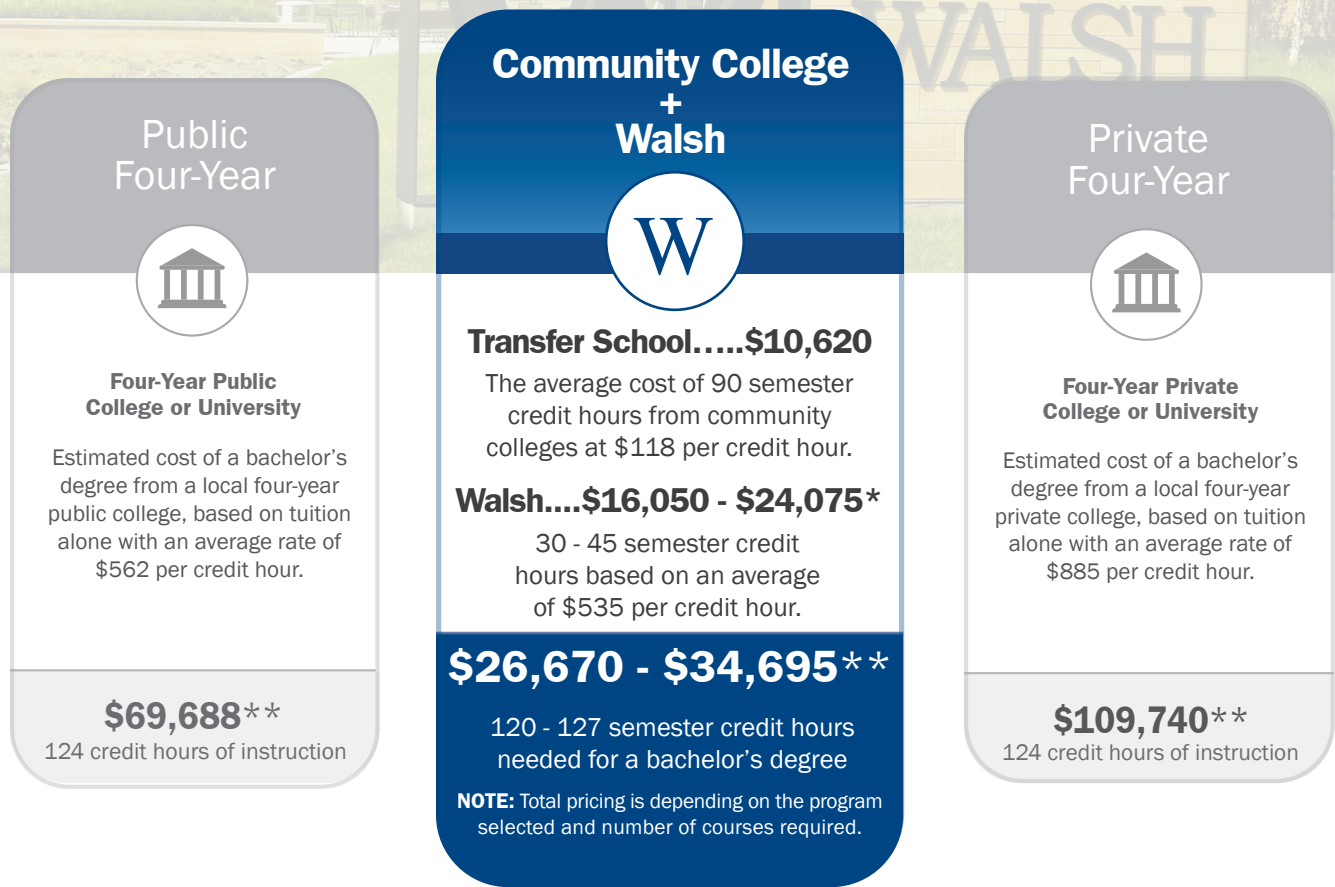 WALSH
Public
Four-Year
Four-Year Public
College or University
Estimated cost of a bachelor's
degree from a local four-year
public college, based on tuition
alone with an average rate of
$562 per credit hour.
$69,688**
124 credit hours of instruction
Community College
+
Walsh
W
Transfer School.....$10,620
The average cost of 90 semester
credit hours from community
colleges at $118 per credit hour.
Walsh....$16,050 - $24,075*
30 - 45 semester credit
hours based on an average
of $535 per credit hour.
$26,670 - $34,695**
120 - 127 semester credit hours
needed for a bachelor's degree
NOTE: Total pricing is depending on the program
selected and number of courses required.
Private
Four-Year
Four-Year Private
College or University
Estimated cost of a bachelor's
degree from a local four-year
private college, based on tuition
alone with an average rate of
$885 per credit hour.
$109,740**
124 credit hours of instruction